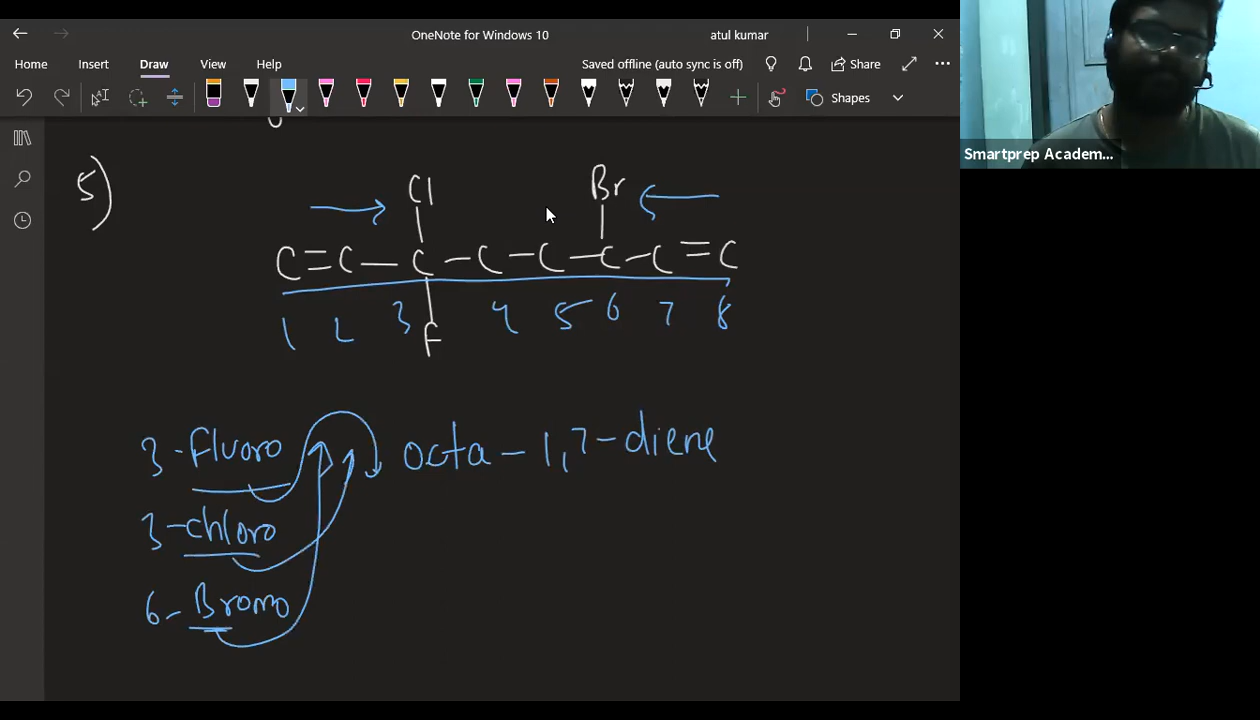 OneNote for Windows 10
atul kumar
Home Insert Draw View Help
Saved offline (auto sync is off)
Share
Shapes
Smartprep Academ...
5)
Cl Br
C=C-C-C-C-C-C=C
1 2 3 4 5 6 7 8
F
3-fluoro octa-1,7-diene
3-chloro
6-Bromo